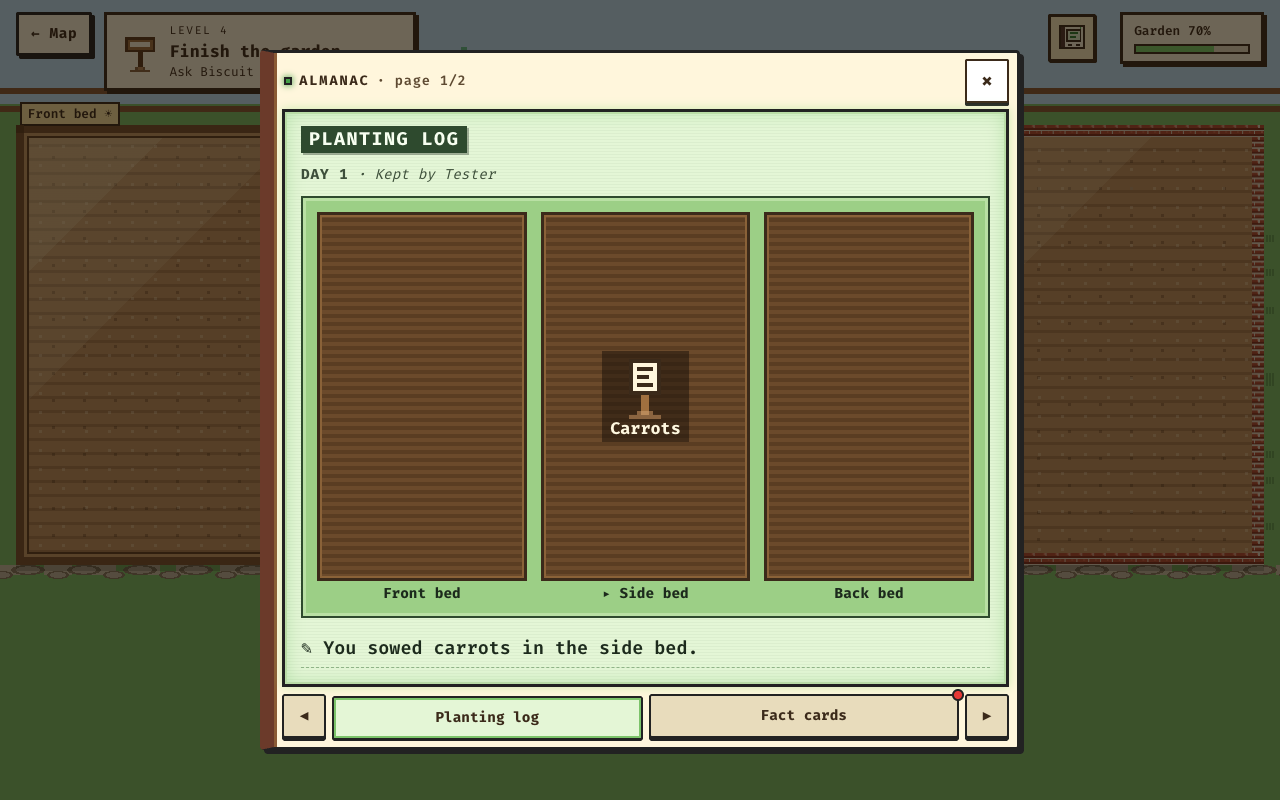 ← Map
LEVEL 4
Finish the garden
Ask Biscuit
Garden 70%
Front bed ☀
ALMANAC · page 1/2
✖
PLANTING LOG
DAY 1 · Kept by Tester
Carrots
Front bed
▸ Side bed
Back bed
✎ You sowed carrots in the side bed.
◀
Planting log
Fact cards
▶